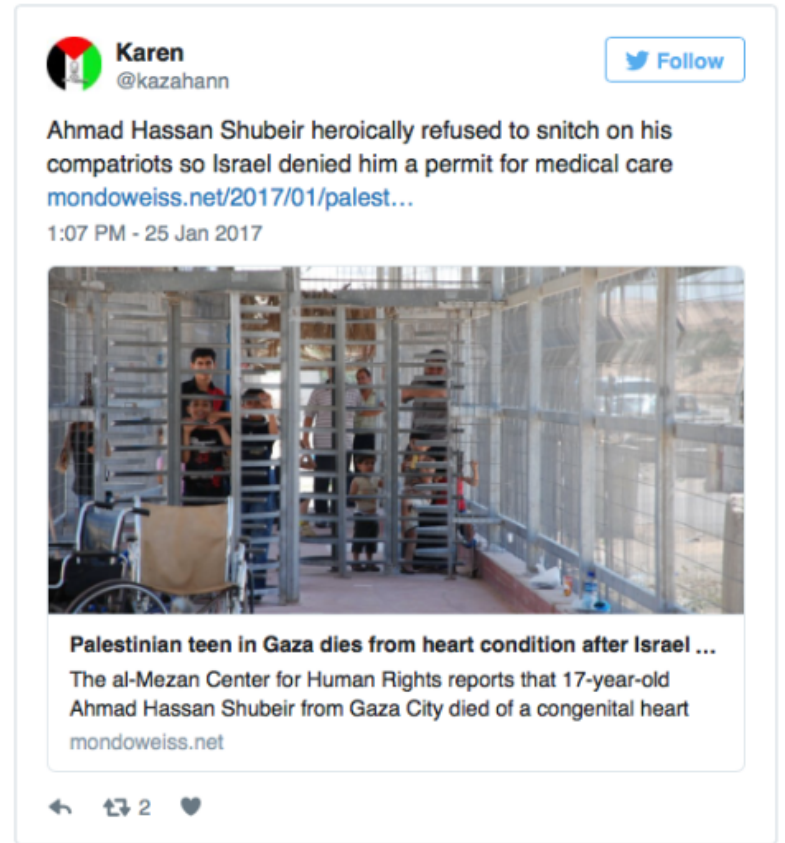 Karen
@kazahann
Follow
Ahmad Hassan Shubeir heroically refused to snitch on his
compatriots so Israel denied him a permit for medical care
mondoweiss.net/2017/01/palest...
1:07 PM - 25 Jan 2017
Palestinian teen in Gaza dies from heart condition after Israel ...
The al-Mezan Center for Human Rights reports that 17-year-old
Ahmad Hassan Shubeir from Gaza City died of a congenital heart
mondoweiss.net
2